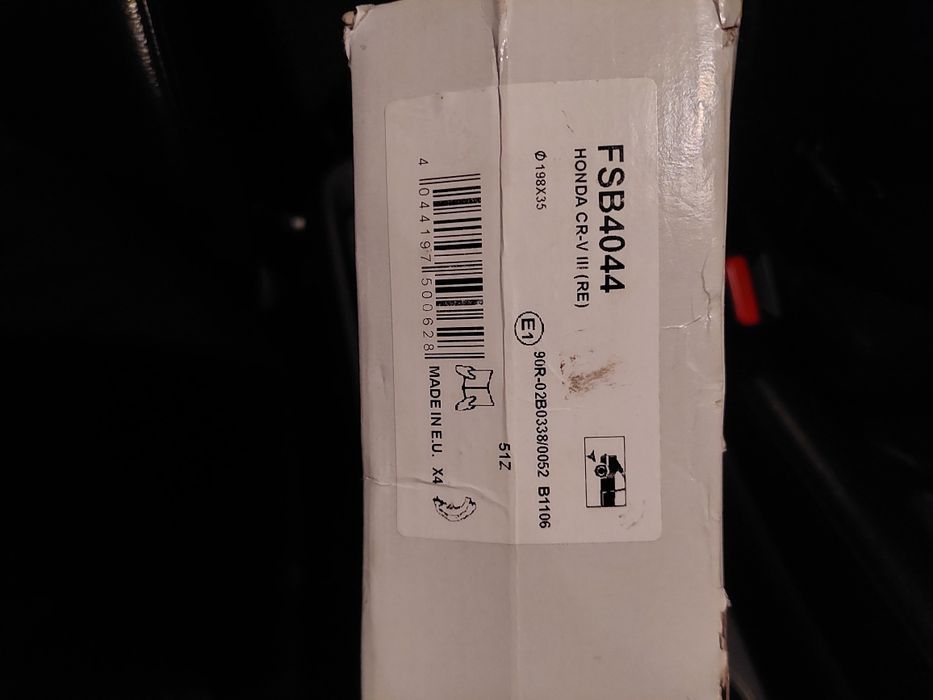 FSB4044
HONDA CR-V III (RE)
Ø 198X35
E1 90R-02B0338/0052 B1106
51Z
4 044197 500628
MADE IN E.U. X4